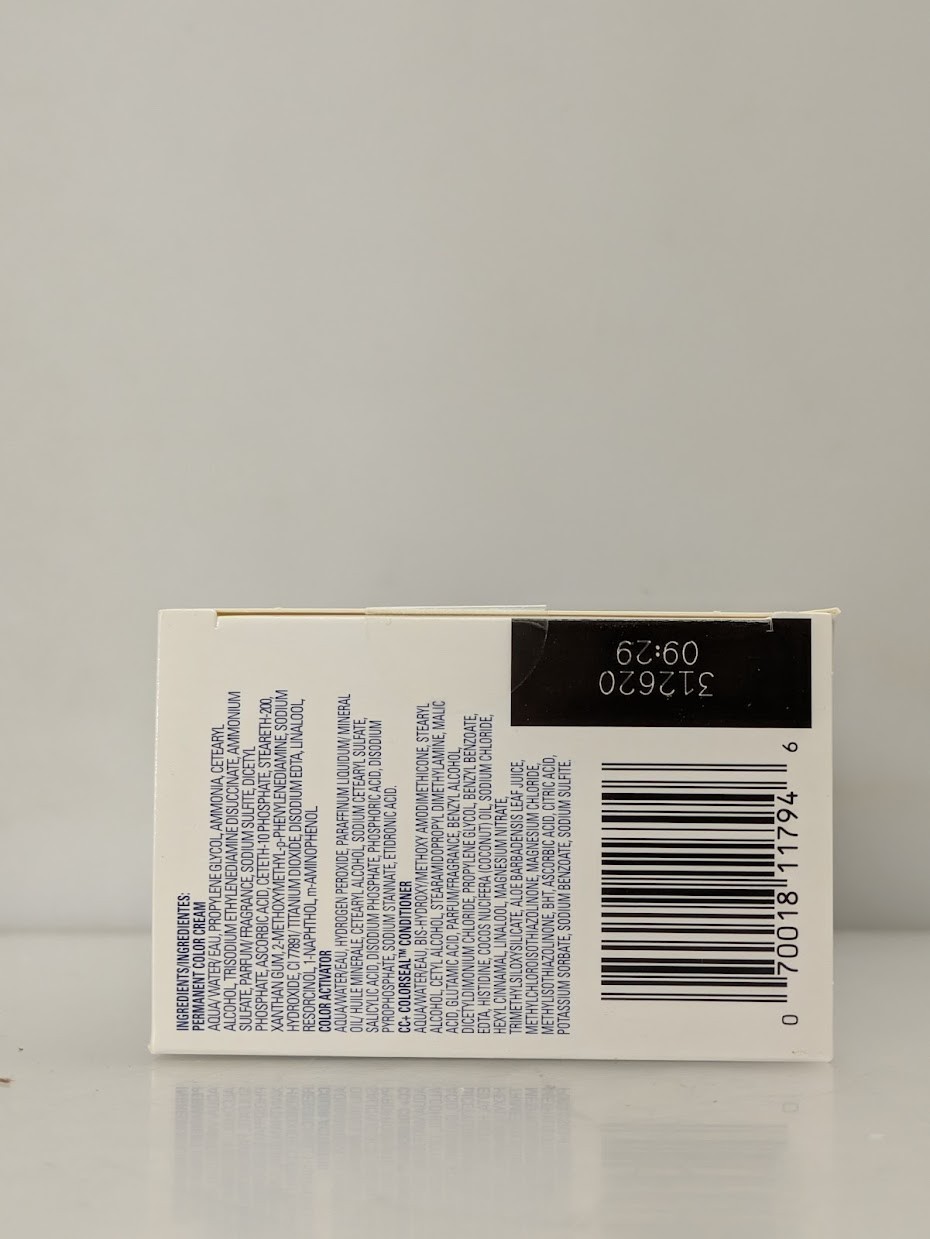 INGREDIENTS/INGREDIENTES:
PERMANENT COLOR CREAM
AQUA/ WATER/ EAU, PROPYLENE GLYCOL, AMMONIA, CETEARYL
ALCOHOL, TRISODIUM ETHYLENEDIAMINE DISUCCINATE, AMMONIUM
SULFATE, PARFUM/ FRAGRANCE, SODIUM SULFITE, DICETYL
PHOSPHATE, ASCORBIC ACID, CETETH-10 PHOSPHATE, STEARETH-200,
XANTHAN GUM, 2-METHOXYMETHYL-p-PHENYLENEDIAMINE, SODIUM
HYDROXIDE, CI 77891/ TITANIUM DIOXIDE, DISODIUM EDTA, LINALOOL,
RESORCINOL, 1-NAPHTHOL, m-AMINOPHENOL
COLOR ACTIVATOR
AQUA/WATER/EAU, HYDROGEN PEROXIDE, PARAFFINUM LIQUIDUM/ MINERAL
OIL/ HUILE MINERALE, CETEARYL ALCOHOL, SODIUM CETEARYL SULFATE,
SALICYLIC ACID, DISODIUM PHOSPHATE, PHOSPHORIC ACID, DISODIUM
PYROPHOSPHATE, SODIUM STANNATE, ETIDRONIC ACID.
CC+ COLORSEAL™ CONDITIONER
AQUA/WATER/EAU, BIS-HYDROXY/METHOXY AMODIMETHICONE, STEARYL
ALCOHOL, CETYL ALCOHOL, STEARAMIDOPROPYL DIMETHYLAMINE, MALIC
ACID, GLUTAMIC ACID, PARFUM/FRAGRANCE, BENZYL ALCOHOL,
DICETYLDIMONIUM CHLORIDE, PROPYLENE GLYCOL, BENZYL BENZOATE,
EDTA, HISTIDINE, COCOS NUCIFERA (COCONUT) OIL, SODIUM CHLORIDE,
HEXYL CINNAMAL, LINALOOL, MAGNESIUM NITRATE,
TRIMETHYLSILOXYSILICATE, ALOE BARBADENSIS LEAF JUICE,
METHYLCHLOROISOTHIAZOLINONE, MAGNESIUM CHLORIDE,
METHYLISOTHIAZOLINONE, BHT, ASCORBIC ACID, CITRIC ACID,
POTASSIUM SORBATE, SODIUM BENZOATE, SODIUM SULFITE.
312620
09:29
0 70018 11794 6